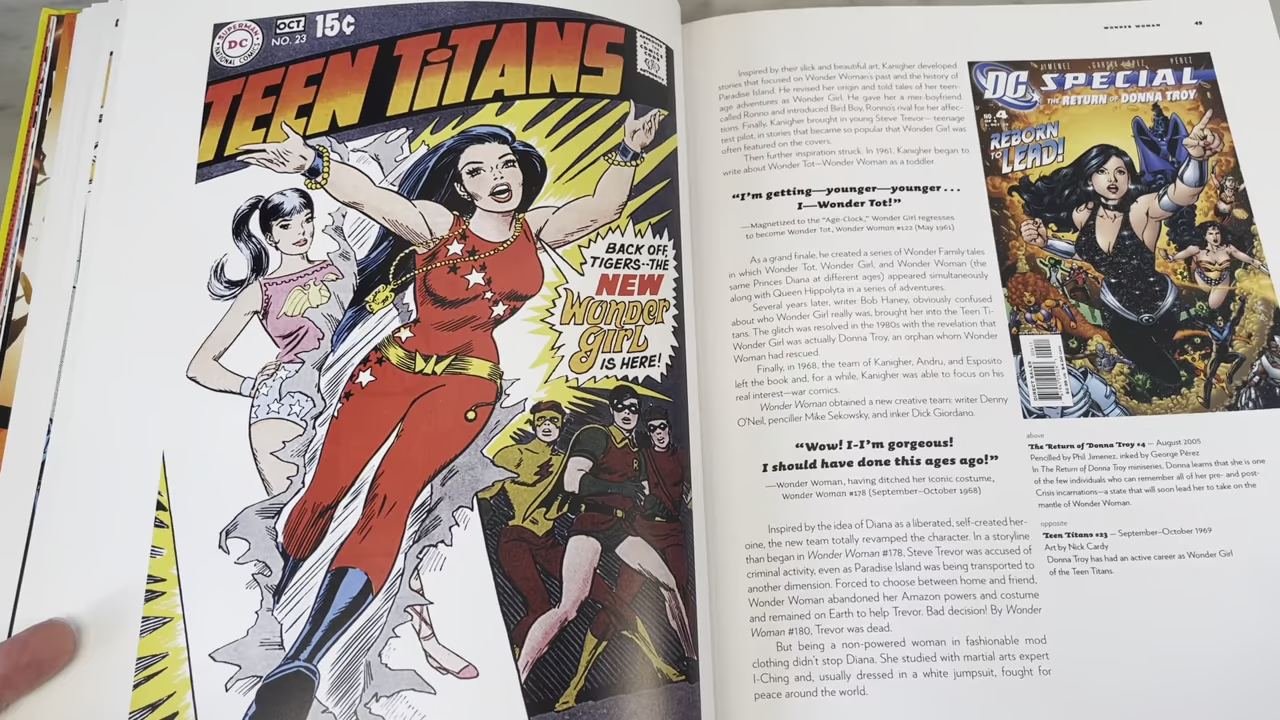 SUPERMAN
DC
NATIONAL COMICS
OCT.
NO. 23
15¢
APPROVED
BY THE
COMICS
CODE
TEEN TiTANS
BACK OFF,
TIGERS--THE
NEW
Wonder
Girl
IS HERE!
R
WONDER WOMAN
49
Inspired by their slick and beautiful art, Kanigher developed
stories that focused on Wonder Woman's past and the history of
Paradise Island. He revised her origin and told tales of her teen-
age adventures as Wonder Girl. He gave her a mer-boyfriend
called Ronno and introduced Bird Boy, Ronno's rival for her affec-
tions. Finally, Kanigher brought in young Steve Trevor—teenage
test pilot, in stories that became so popular that Wonder Girl was
often featured on the covers.
Then further inspiration struck. In 1961, Kanigher began to
write about Wonder Tot—Wonder Woman as a toddler.
“I’m getting—younger—younger . . .
I—Wonder Tot!”
—Magnetized to the “Age-Clock,” Wonder Girl regresses
to become Wonder Tot, Wonder Woman #122 (May 1961)
As a grand finale, he created a series of Wonder Family tales
in which Wonder Tot, Wonder Girl, and Wonder Woman (the
same Princes Diana at different ages) appeared simultaneously
along with Queen Hippolyta in a series of adventures.
Several years later, writer Bob Haney, obviously confused
about who Wonder Girl really was, brought her into the Teen Ti-
tans. The glitch was resolved in the 1980s with the revelation that
Wonder Girl was actually Donna Troy, an orphan whom Wonder
Woman had rescued.
Finally, in 1968, the team of Kanigher, Andru, and Esposito
left the book and, for a while, Kanigher was able to focus on his
real interest—war comics.
Wonder Woman obtained a new creative team: writer Denny
O’Neil, penciller Mike Sekowsky, and inker Dick Giordano.
“Wow! I-I’m gorgeous!
I should have done this ages ago!”
—Wonder Woman, having ditched her iconic costume,
Wonder Woman #178 (September–October 1968)
Inspired by the idea of Diana as a liberated, self-created her-
oine, the new team totally revamped the character. In a storyline
than began in Wonder Woman #178, Steve Trevor was accused of
criminal activity, even as Paradise Island was being transported to
another dimension. Forced to choose between home and friend,
Wonder Woman abandoned her Amazon powers and costume
and remained on Earth to help Trevor. Bad decision! By Wonder
Woman #180, Trevor was dead.
But being a non-powered woman in fashionable mod
clothing didn’t stop Diana. She studied with martial arts expert
I-Ching and, usually dressed in a white jumpsuit, fought for
peace around the world.
JIMENEZ GARCÍA-LÓPEZ PÉREZ
DC SPECIAL
THE RETURN OF DONNA TROY
NO. 4
REBORN
TO LEAD!
above
The Return of Donna Troy #4 — August 2005
Pencilled by Phil Jimenez, inked by George Pérez
In The Return of Donna Troy miniseries, Donna learns that she is one
of the few individuals who can remember all of her pre- and post-
Crisis incarnations—a state that will soon lead her to take on the
mantle of Wonder Woman.
opposite
Teen Titans #23 — September–October 1969
Art by Nick Cardy
Donna Troy has had an active career as Wonder Girl
of the Teen Titans.